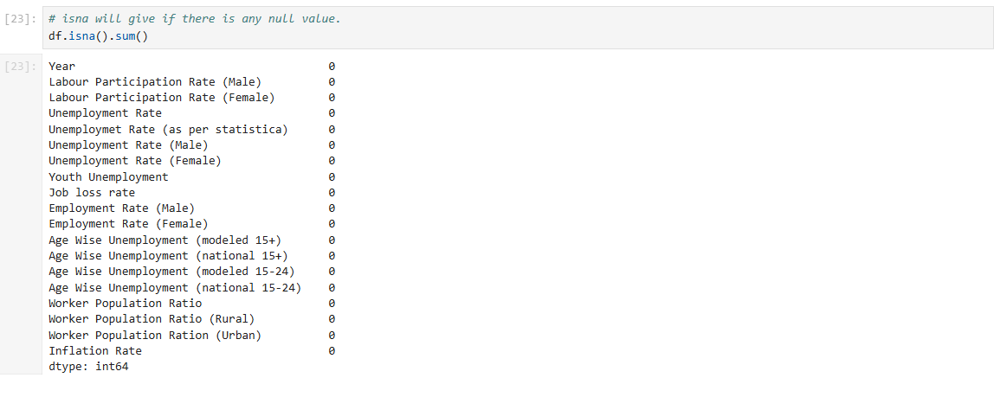 [23]: # isna will give if there is any null value.
df.isna().sum()
[23]: Year 0
Labour Participation Rate (Male) 0
Labour Participation Rate (Female) 0
Unemployment Rate 0
Unemploymet Rate (as per statistica) 0
Unemployment Rate (Male) 0
Unemployment Rate (Female) 0
Youth Unemployment 0
Job loss rate 0
Employment Rate (Male) 0
Employment Rate (Female) 0
Age Wise Unemployment (modeled 15+) 0
Age Wise Unemployment (national 15+) 0
Age Wise Unemployment (modeled 15-24) 0
Age Wise Unemployment (national 15-24) 0
Worker Population Ratio 0
Worker Population Ratio (Rural) 0
Worker Population Ration (Urban) 0
Inflation Rate 0
dtype: int64